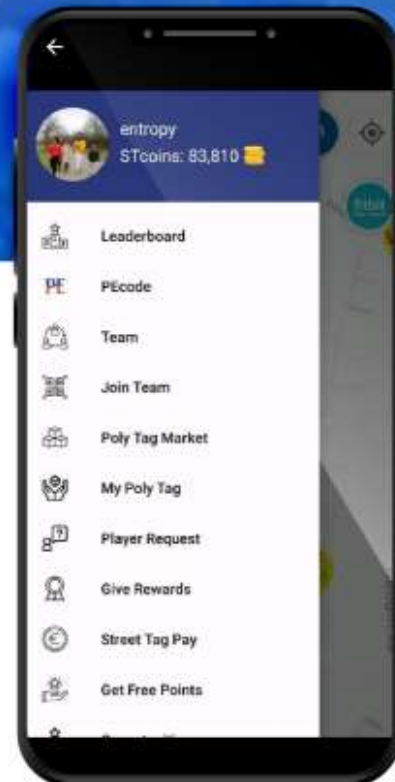 entropy
STcoins: 83,810
Leaderboard
PE
PEcode
Team
Join Team
Poly Tag Market
My Poly Tag
Player Request
Give Rewards
Street Tag Pay
Get Free Points